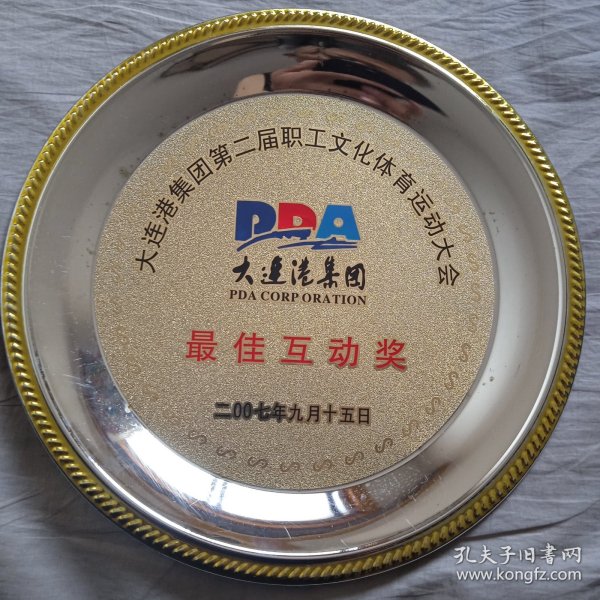 大连港集团第二届职工文化体育运动大会
PDA
大连港集团
PDA CORP ORATION
最佳互动奖
二00七年九月十五日
孔夫子旧书网
www.kongfz.com